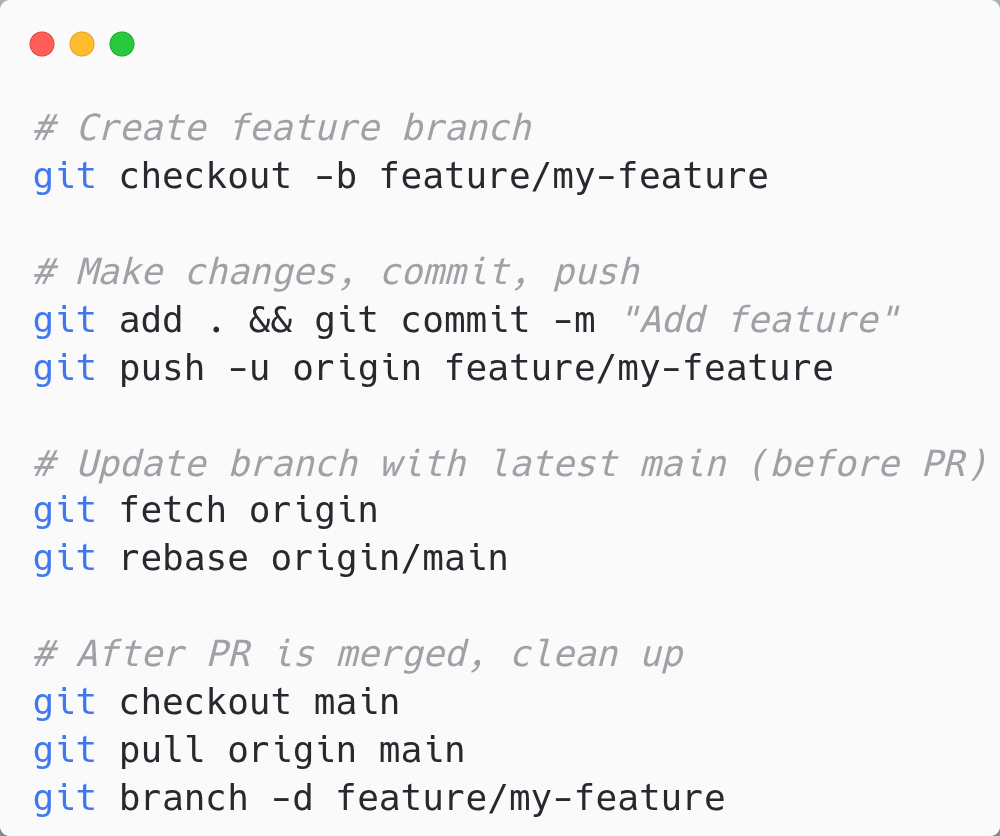 # Create feature branch
git checkout -b feature/my-feature
# Make changes, commit, push
git add . && git commit -m "Add feature"
git push -u origin feature/my-feature
# Update branch with latest main (before PR)
git fetch origin
git rebase origin/main
# After PR is merged, clean up
git checkout main
git pull origin main
git branch -d feature/my-feature